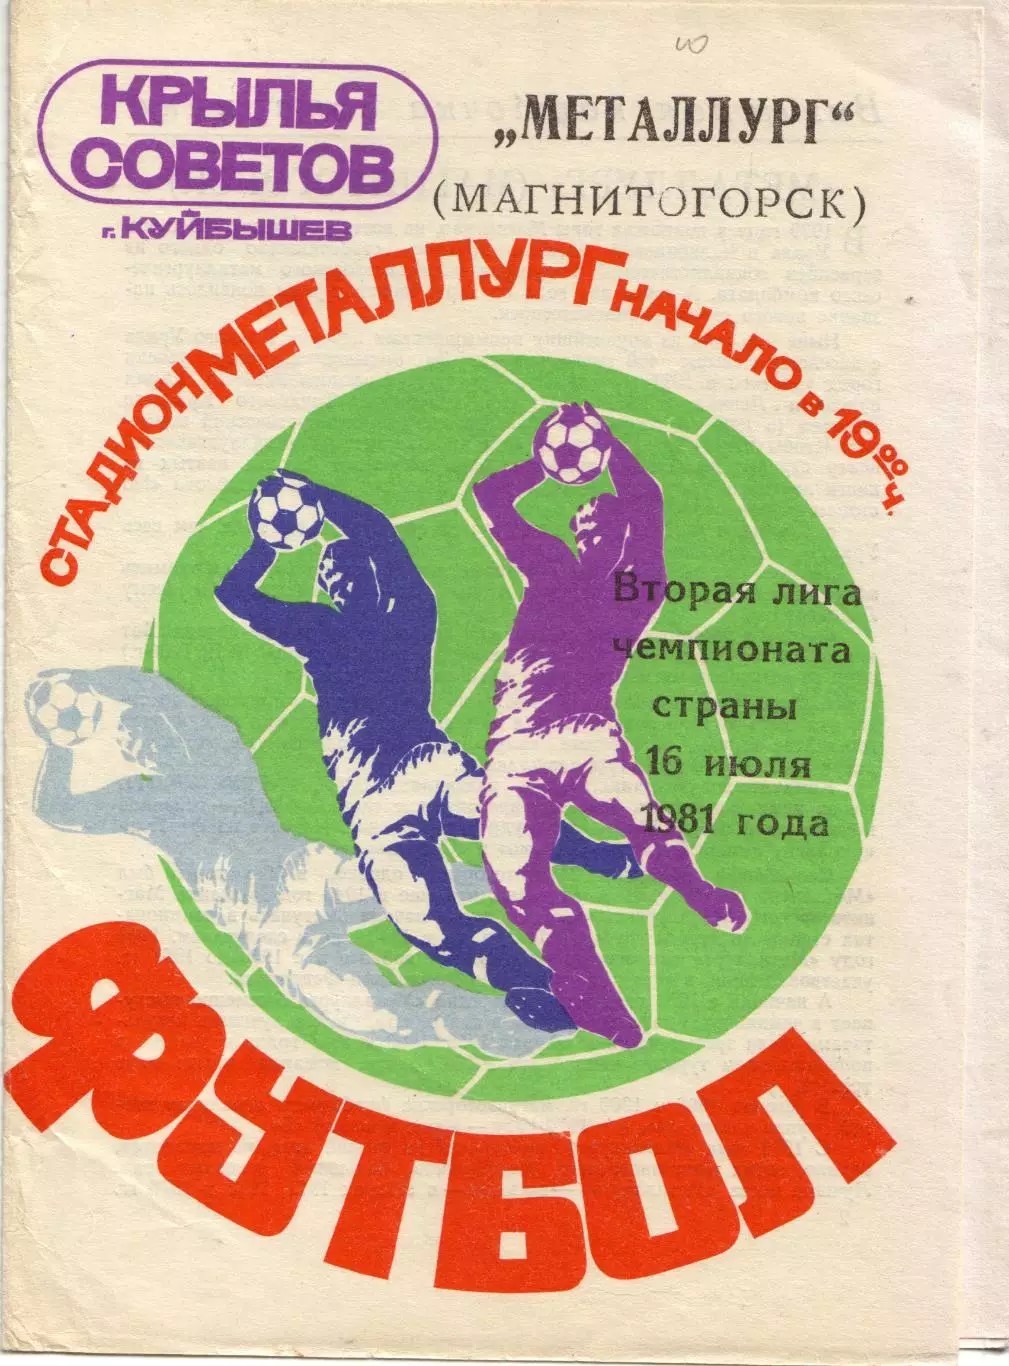 КРЫЛЬЯ
СОВЕТОВ
г. КУЙБЫШЕВ
„МЕТАЛЛУРГ“
(МАГНИТОГОРСК)
СТАДИОН МЕТАЛЛУРГ НАЧАЛО в 19 00 ч.
Вторая лига
чемпионата
страны
16 июля
1981 года
ФУТБОЛ